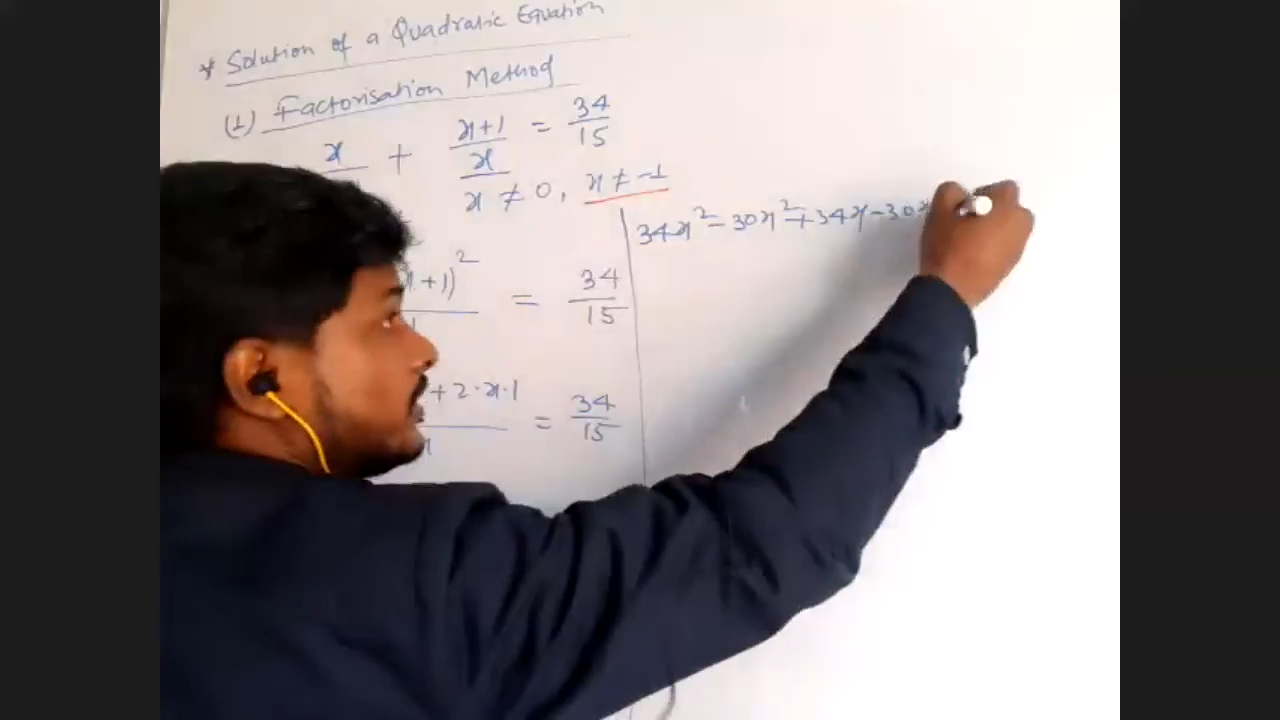 * Solution of a Quadratic Equation
(1) Factorisation Method
x + x+1/x = 34/15
x ≠ 0, x ≠ -1
x+1)² = 34/15
+ 2·x·1 = 34/15
34x² - 30x² + 34x - 30x